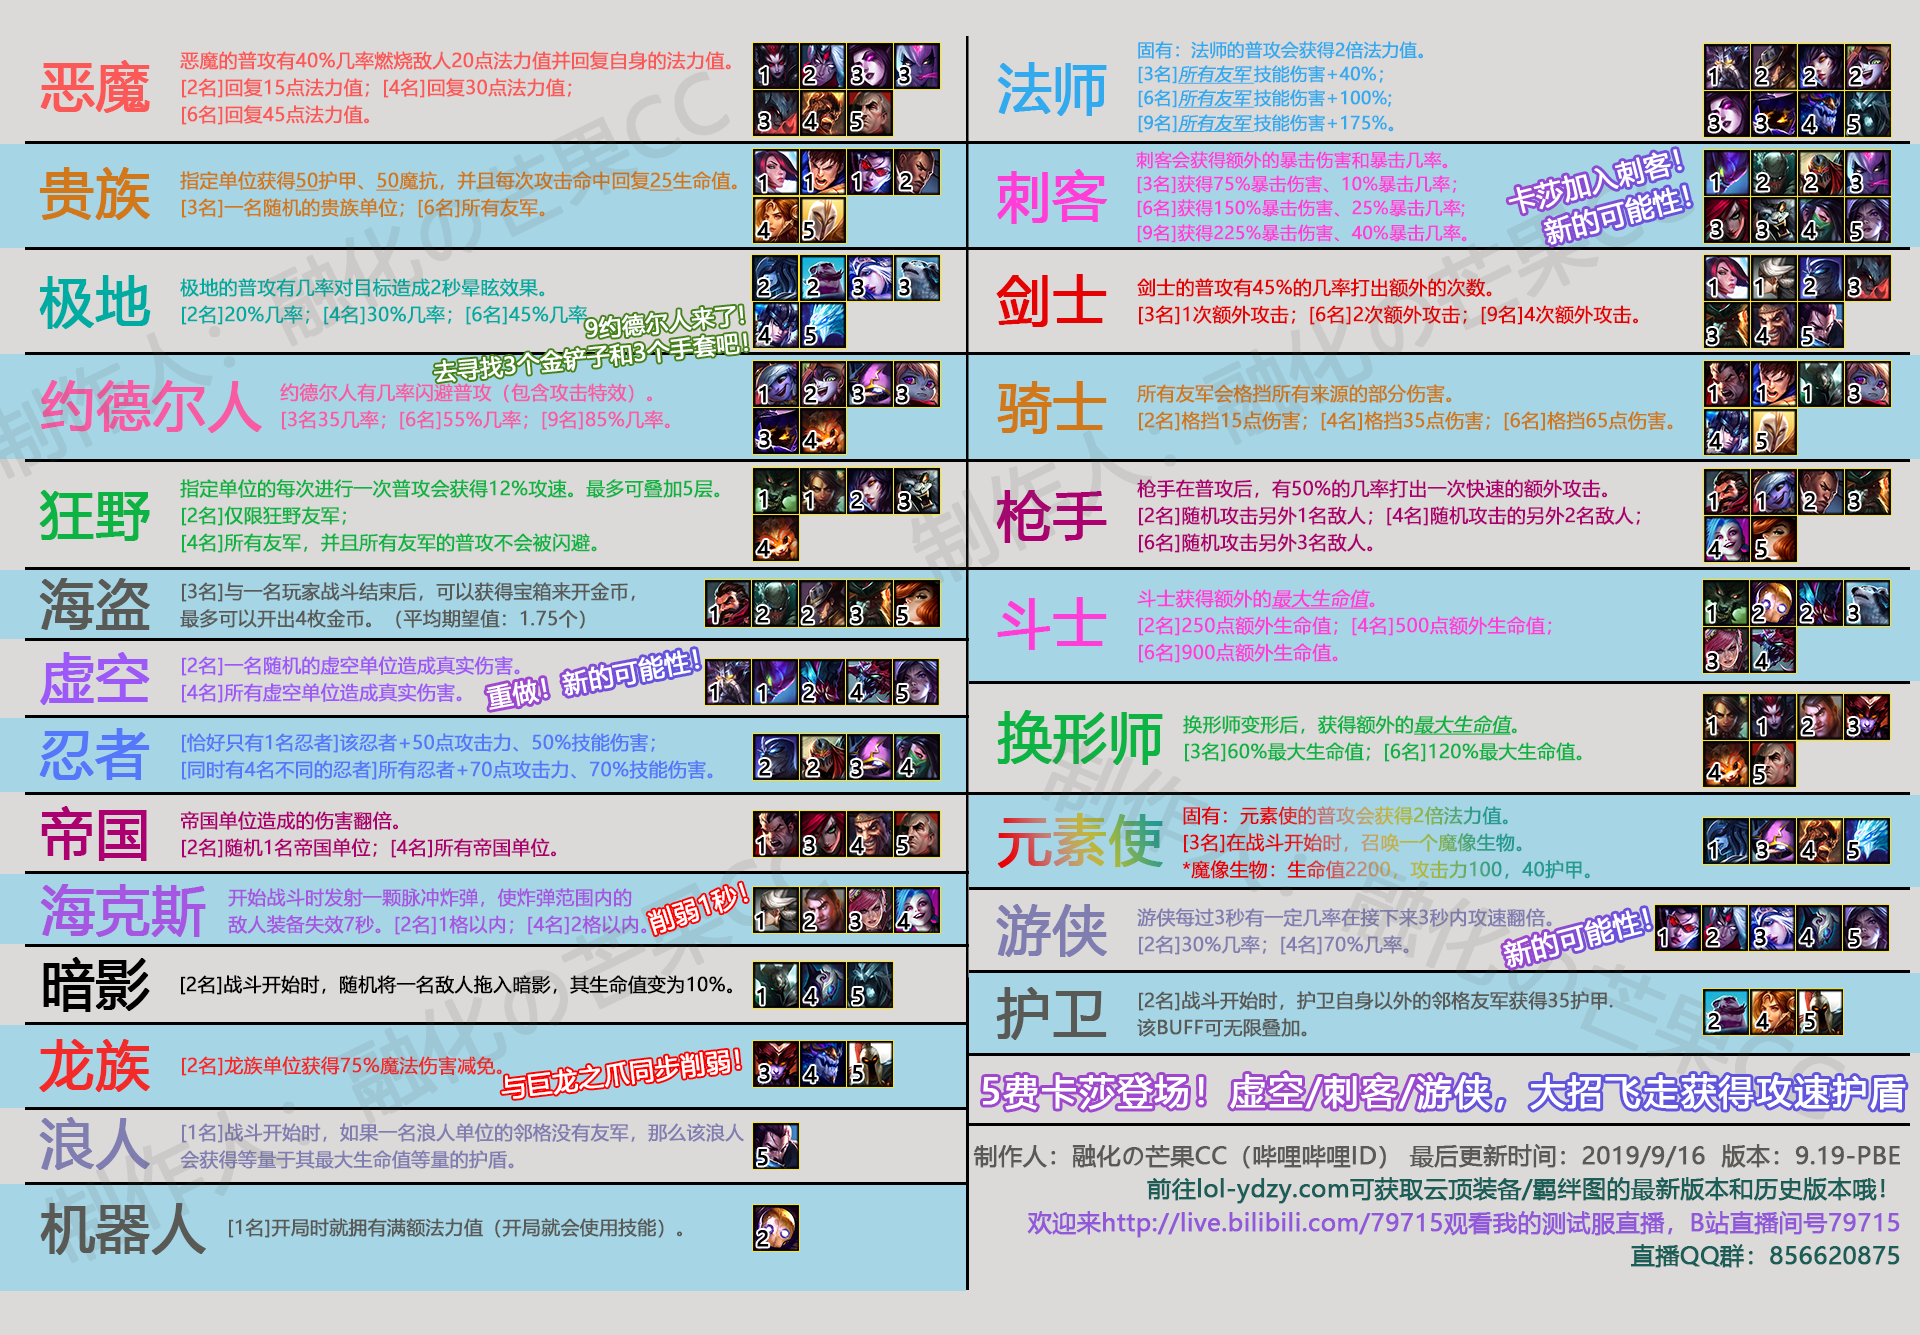 恶魔
恶魔的普攻有40%几率燃烧敌人20点法力值并回复自身的法力值。
[2名]回复15点法力值；[4名]回复30点法力值；
[6名]回复45点法力值。
1 2 3 3
3 4 5
贵族
指定单位获得50护甲、50魔抗，并且每次攻击命中回复25生命值。
[3名]一名随机的贵族单位；[6名]所有友军。
1 1 1 2
4 5
极地
极地的普攻有几率对目标造成2秒晕眩效果。
[2名]20%几率；[4名]30%几率；[6名]45%几率
2 2 3 3
4 5
9约德尔人来了！
去寻找3个金铲子和3个手套吧！
约德尔人
约德尔人有几率闪避普攻（包含攻击特效）。
[3名35几率；[6名]55%几率；[9名]85%几率。
1 2 3 3
3 4
狂野
指定单位的每次进行一次普攻会获得12%攻速。最多可叠加5层。
[2名]仅限狂野友军；
[4名]所有友军，并且所有友军的普攻不会被闪避。
1 1 2 3
4
海盗
[3名]与一名玩家战斗结束后，可以获得宝箱来开金币，
最多可以开出4枚金币。（平均期望值：1.75个）
1 2 2 3 5
虚空
[2名]一名随机的虚空单位造成真实伤害。
[4名]所有虚空单位造成真实伤害。
重做！新的可能性！
1 1 2 4 5
忍者
[恰好只有1名忍者]该忍者+50点攻击力、50%技能伤害；
[同时有4名不同的忍者]所有忍者+70点攻击力、70%技能伤害。
2 2 3 4
帝国
帝国单位造成的伤害翻倍。
[2名]随机1名帝国单位；[4名]所有帝国单位。
1 3 4 5
海克斯
开始战斗时发射一颗脉冲炸弹，使炸弹范围内的
敌人装备失效7秒。[2名]1格以内；[4名]2格以内。
削弱1秒！
1 2 3 4
暗影
[2名]战斗开始时，随机将一名敌人拖入暗影，其生命值变为10%。
1 4 5
龙族
[2名]龙族单位获得75%魔法伤害减免。
与巨龙之爪同步削弱！
3 4 5
浪人
[1名]战斗开始时，如果一名浪人单位的邻格没有友军，那么该浪人
会获得等量于其最大生命值等量的护盾。
5
机器人
[1名]开局时就拥有满额法力值（开局就会使用技能）。
2
法师
固有：法师的普攻会获得2倍法力值。
[3名]所有友军技能伤害+40%；
[6名]所有友军技能伤害+100%;
[9名]所有友军技能伤害+175%。
1 2 2 2
3 3 4 5
刺客
刺客会获得额外的暴击伤害和暴击几率。
[3名]获得75%暴击伤害、10%暴击几率；
[6名]获得150%暴击伤害、25%暴击几率;
[9名]获得225%暴击伤害、40%暴击几率。
卡莎加入刺客！
新的可能性！
1 2 2 3
3 3 4 5
剑士
剑士的普攻有45%的几率打出额外的次数。
[3名]1次额外攻击；[6名]2次额外攻击；[9名]4次额外攻击。
1 1 2 3
3 4 5
骑士
所有友军会格挡所有来源的部分伤害。
[2名]格挡15点伤害；[4名]格挡35点伤害；[6名]格挡65点伤害。
1 1 1 3
4 5
枪手
枪手在普攻后，有50%的几率打出一次快速的额外攻击。
[2名]随机攻击另外1名敌人；[4名]随机攻击的另外2名敌人；
[6名]随机攻击另外3名敌人。
1 1 2 3
4 5
斗士
斗士获得额外的最大生命值。
[2名]250点额外生命值；[4名]500点额外生命值；
[6名]900点额外生命值。
1 2 2 3
3 4
换形师
换形师变形后，获得额外的最大生命值。
[3名]60%最大生命值；[6名]120%最大生命值。
1 1 2 3
4 5
元素使
固有：元素使的普攻会获得2倍法力值。
[3名]在战斗开始时，召唤一个魔像生物。
*魔像生物：生命值2200，攻击力100，40护甲。
1 3 4 5
游侠
游侠每过3秒有一定几率在接下来3秒内攻速翻倍。
[2名]30%几率；[4名]70%几率。
新的可能性！
1 2 3 4 5
护卫
[2名]战斗开始时，护卫自身以外的邻格友军获得35护甲.
该BUFF可无限叠加。
2 4 5
5费卡莎登场！虚空/刺客/游侠，大招飞走获得攻速护盾
制作人：融化の芒果CC（哔哩哔哩ID） 最后更新时间：2019/9/16 版本：9.19-PBE
前往lol-ydzy.com可获取云顶装备/羁绊图的最新版本和历史版本哦！
欢迎来http://live.bilibili.com/79715观看我的测试服直播，B站直播间号79715
直播QQ群：856620875
制作人：融化の芒果CC
制作人：融化の芒果CC
制作人：融化の芒果CC
制作人：融化の芒果CC